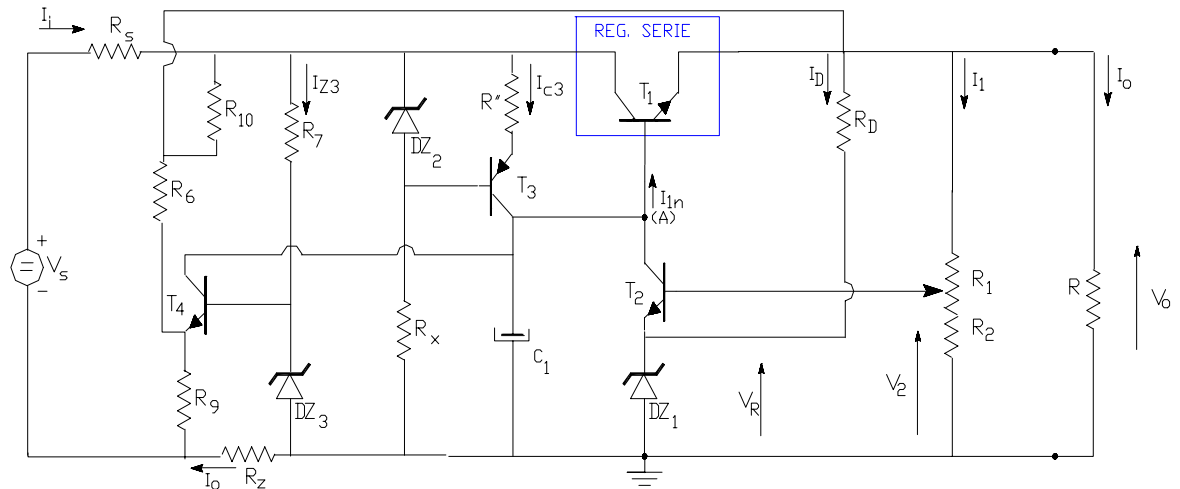 I_i
R_s
REG. SERIE
I_Z3
R"
I_c3
T_1
I_D
I_1
I_o
R_10
R_7
DZ_2
R_D
R_6
T_3
I_1n
(A)
+
V_s
-
T_4
T_2
R_1
R
V_o
R_x
C_1
R_2
R_9
DZ_3
DZ_1
V_R
V_2
I_o
R_z